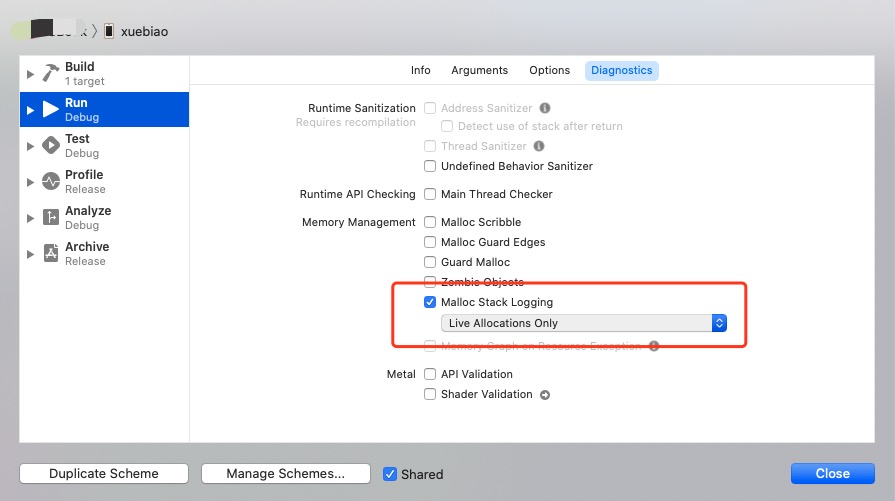 xuebiao
Build
1 target
Run
Debug
Test
Debug
Profile
Release
Analyze
Debug
Archive
Release
Info Arguments Options Diagnostics
Runtime Sanitization Address Sanitizer
Requires recompilation Detect use of stack after return
Thread Sanitizer
Undefined Behavior Sanitizer
Runtime API Checking Main Thread Checker
Memory Management Malloc Scribble
Malloc Guard Edges
Guard Malloc
Zombie Objects
Malloc Stack Logging
Live Allocations Only
Memory Graph on Resource Exception
Metal API Validation
Shader Validation
Duplicate Scheme Manage Schemes... Shared Close